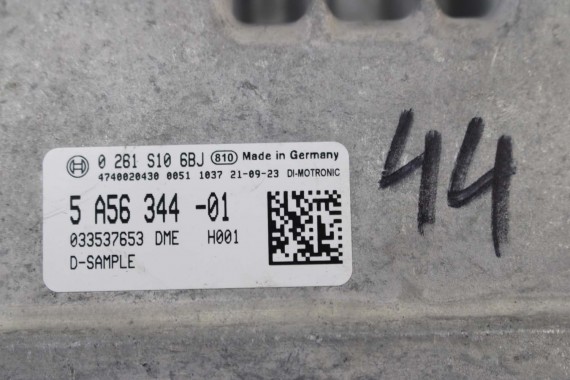 0 261 S10 6BJ 810 Made in Germany
4740020430 0051 1037 21-09-23 DI-MOTRONIC
5 A56 344 -01
033537653 DME H001
D-SAMPLE
44